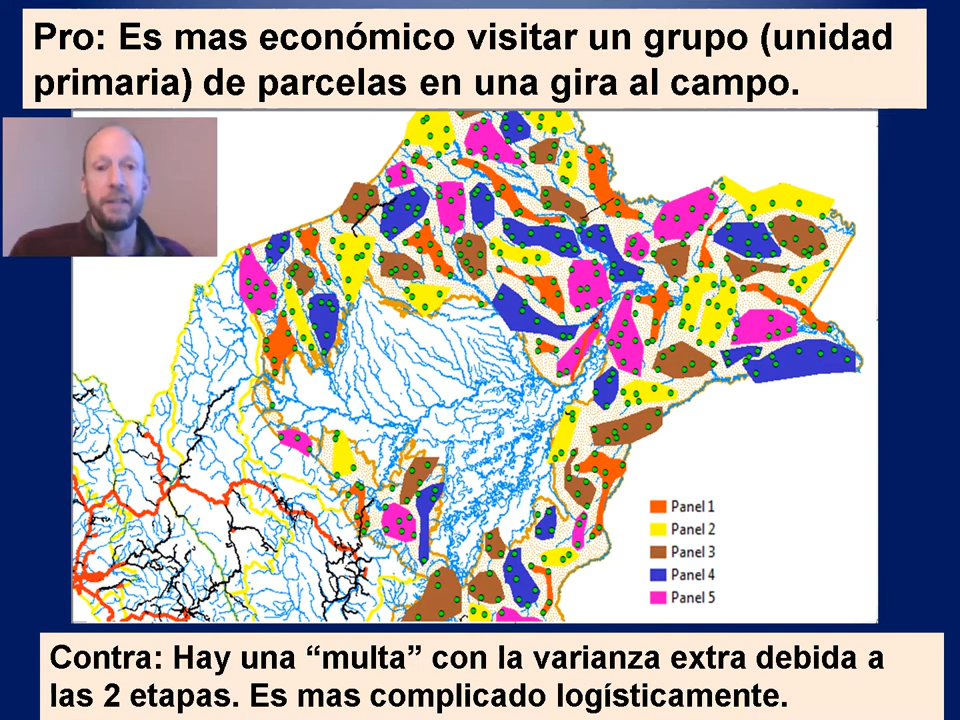 Pro: Es mas económico visitar un grupo (unidad
primaria) de parcelas en una gira al campo.
Panel 1
Panel 2
Panel 3
Panel 4
Panel 5
Contra: Hay una “multa” con la varianza extra debida a
las 2 etapas. Es mas complicado logísticamente.